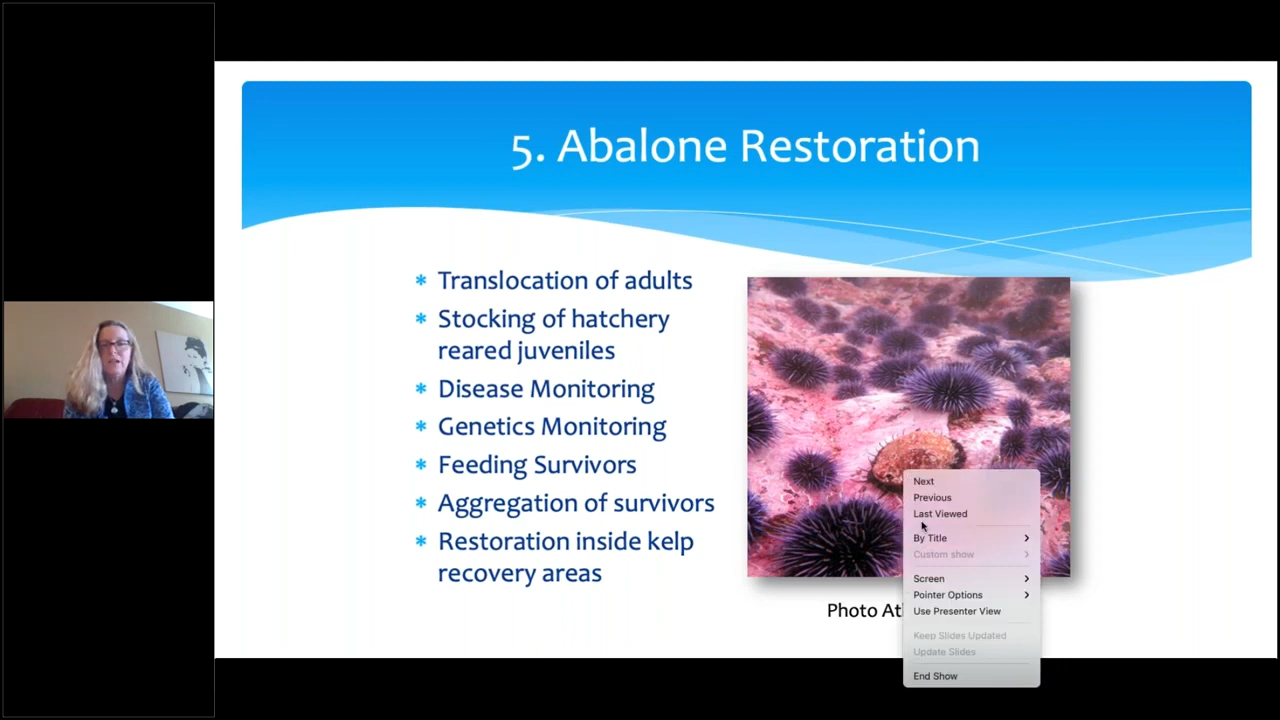 5. Abalone Restoration
* Translocation of adults
* Stocking of hatchery
reared juveniles
* Disease Monitoring
* Genetics Monitoring
* Feeding Survivors
* Aggregation of survivors
* Restoration inside kelp
recovery areas
Photo
Next
Previous
Last Viewed
By Title
Custom show
Screen
Pointer Options
Use Presenter View
Keep Slides Updated
Update Slides
End Show